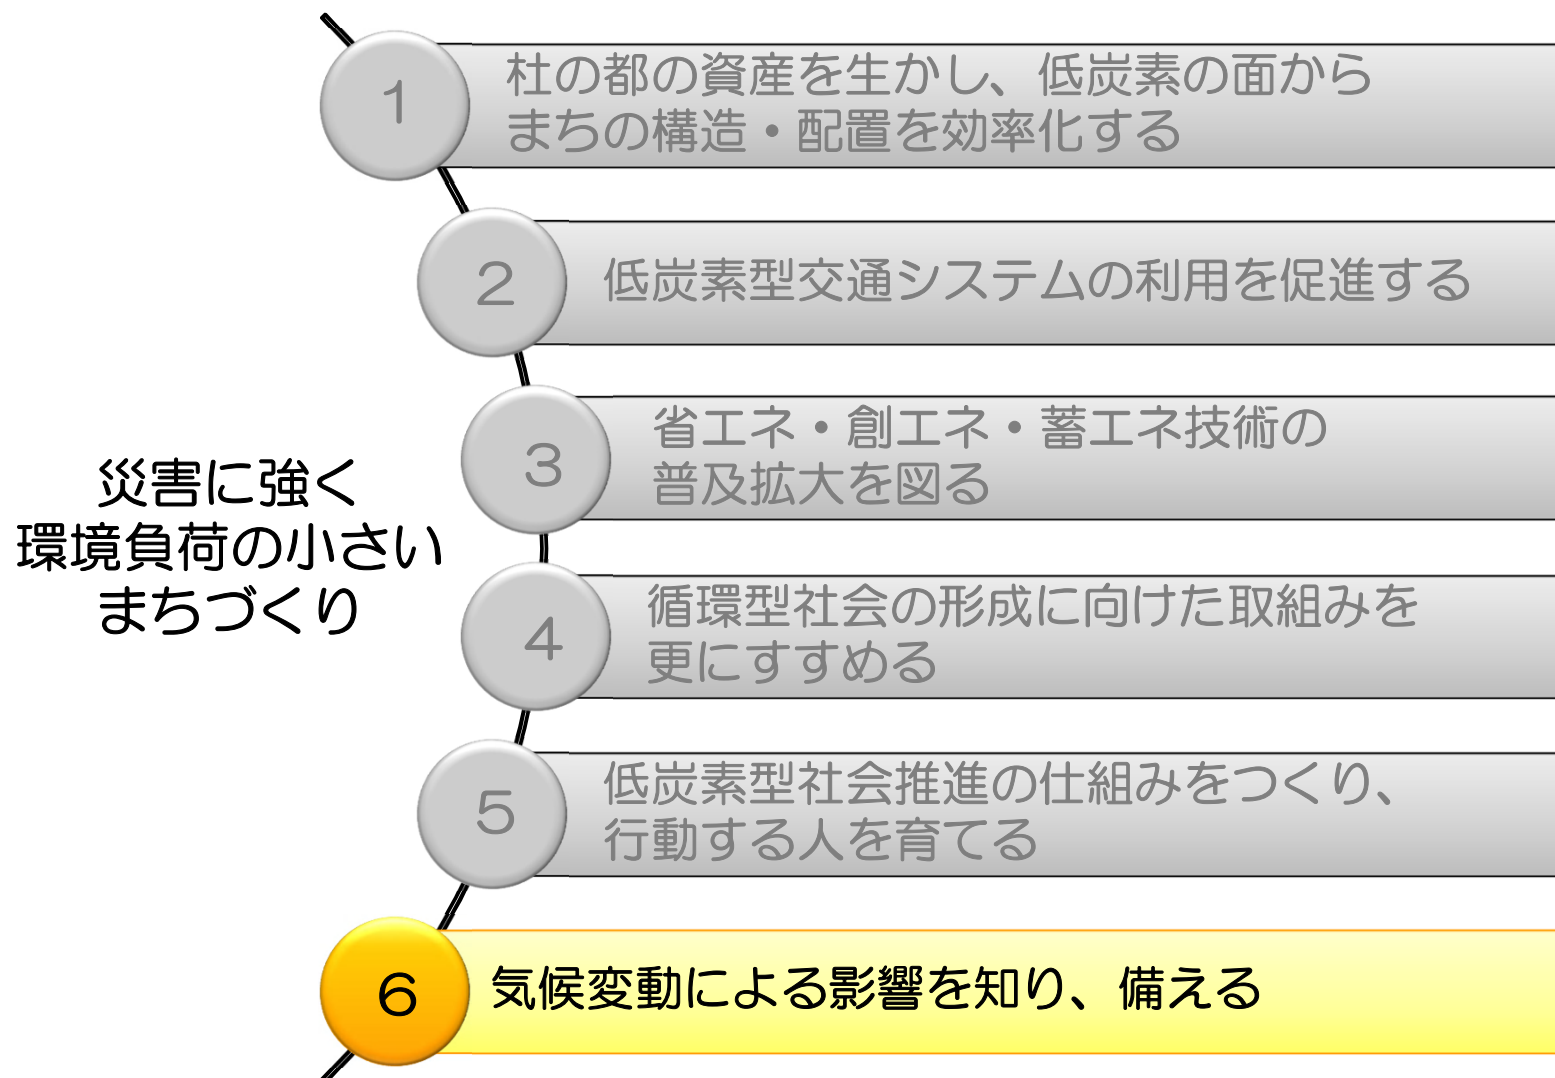 災害に強く
環境負荷の小さい
まちづくり
1
杜の都の資産を生かし、低炭素の面から
まちの構造・配置を効率化する
2
低炭素型交通システムの利用を促進する
3
省エネ・創エネ・蓄エネ技術の
普及拡大を図る
4
循環型社会の形成に向けた取組みを
更にすすめる
5
低炭素型社会推進の仕組みをつくり、
行動する人を育てる
6
気候変動による影響を知り、備える